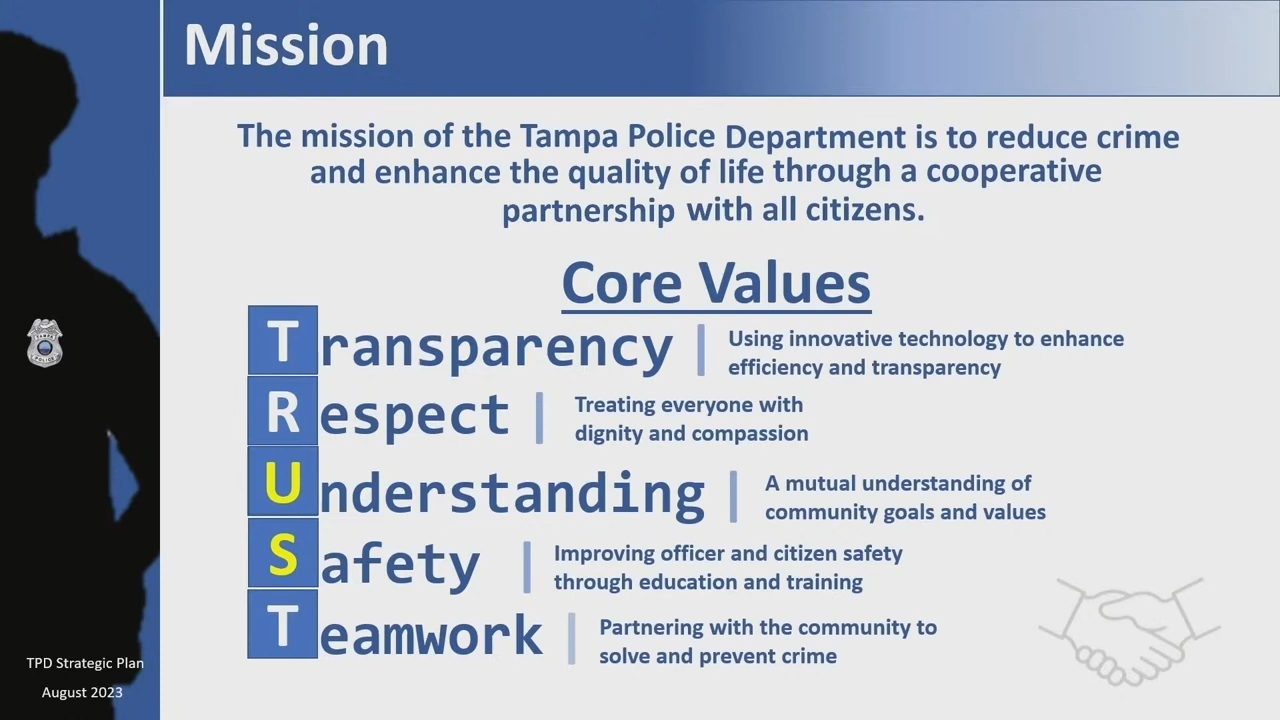 Mission
The mission of the Tampa Police Department is to reduce crime
and enhance the quality of life through a cooperative
partnership with all citizens.
Core Values
Transparency
Using innovative technology to enhance
efficiency and transparency
Respect
Treating everyone with
dignity and compassion
Understanding
A mutual understanding of
community goals and values
Safety
Improving officer and citizen safety
through education and training
Teamwork
Partnering with the community to
solve and prevent crime
TAMPA
POLICE
TPD Strategic Plan
August 2023